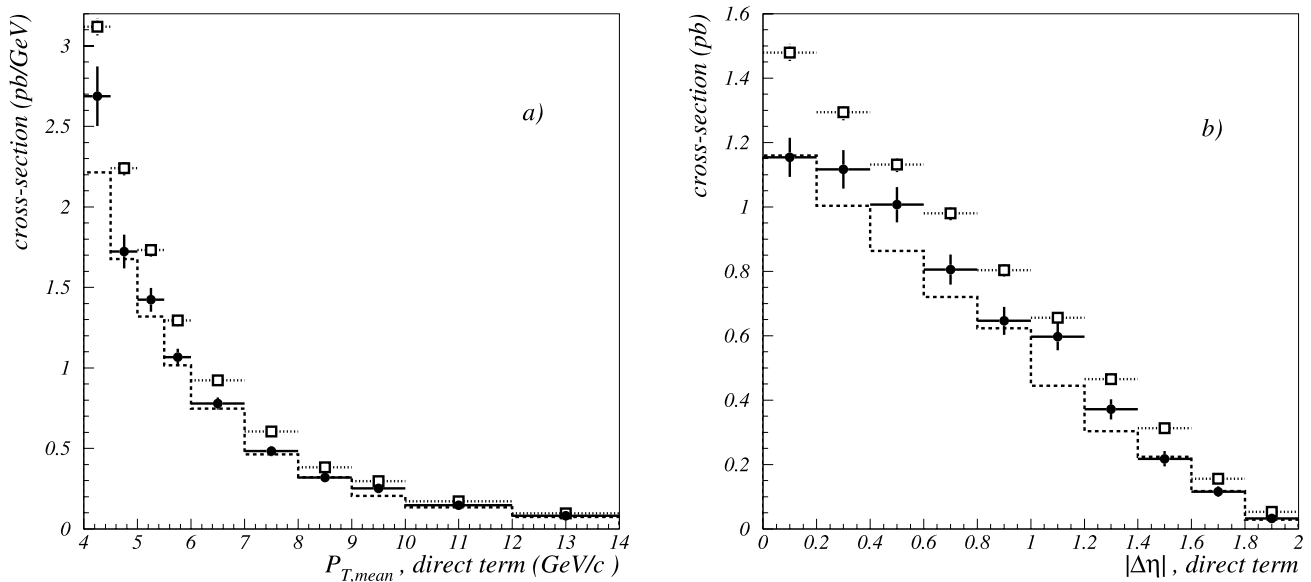 cross-section (pb/GeV)
3
2.5
2
1.5
1
0.5
0
a)
4 5 6 7 8 9 10 11 12 13 14
P_{T,mean} , direct term (GeV/c )
cross-section (pb)
1.6
1.4
1.2
1
0.8
0.6
0.4
0.2
0
b)
0 0.2 0.4 0.6 0.8 1 1.2 1.4 1.6 1.8 2
|Δη| , direct term